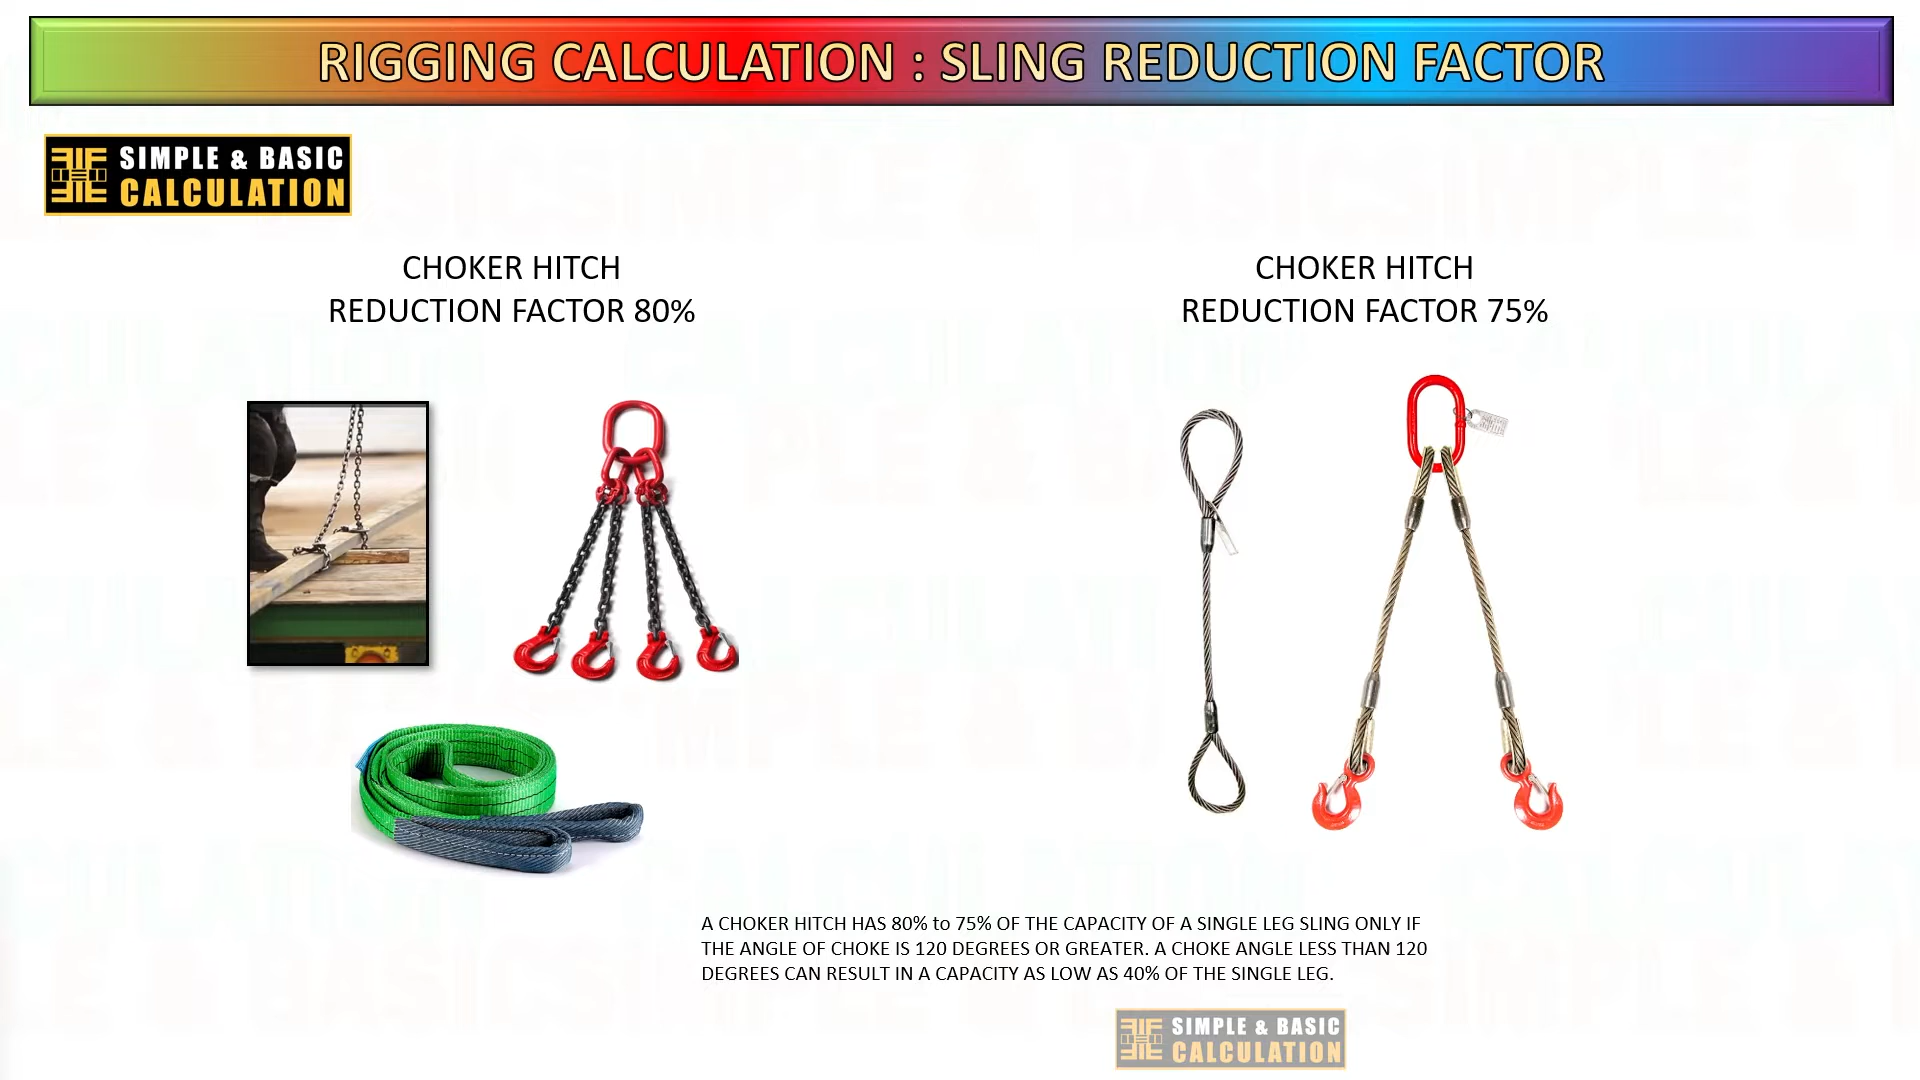 RIGGING CALCULATION : SLING REDUCTION FACTOR
SIMPLE & BASIC
CALCULATION
CHOKER HITCH
REDUCTION FACTOR 80%
CHOKER HITCH
REDUCTION FACTOR 75%
A CHOKER HITCH HAS 80% to 75% OF THE CAPACITY OF A SINGLE LEG SLING ONLY IF
THE ANGLE OF CHOKE IS 120 DEGREES OR GREATER. A CHOKE ANGLE LESS THAN 120
DEGREES CAN RESULT IN A CAPACITY AS LOW AS 40% OF THE SINGLE LEG.
SIMPLE & BASIC
CALCULATION